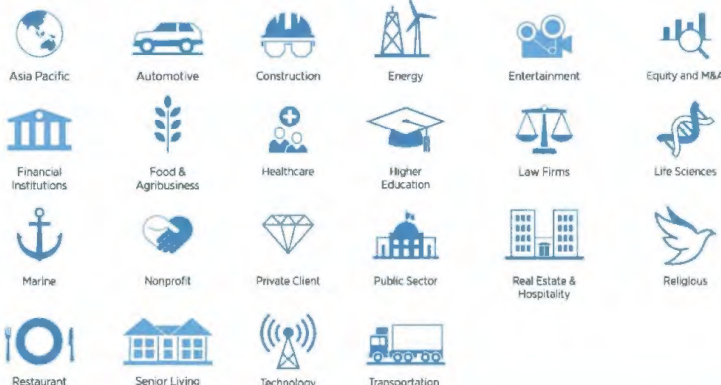 Asia Pacific
Automotive
Construction
Energy
Entertainment
Equity and M&A
Financial
Institutions
Food &
Agribusiness
Healthcare
Higher
Education
Law Firms
Life Sciences
Marine
Nonprofit
Private Client
Public Sector
Real Estate &
Hospitality
Religious
Restaurant
Senior Living
Technology
Transportation